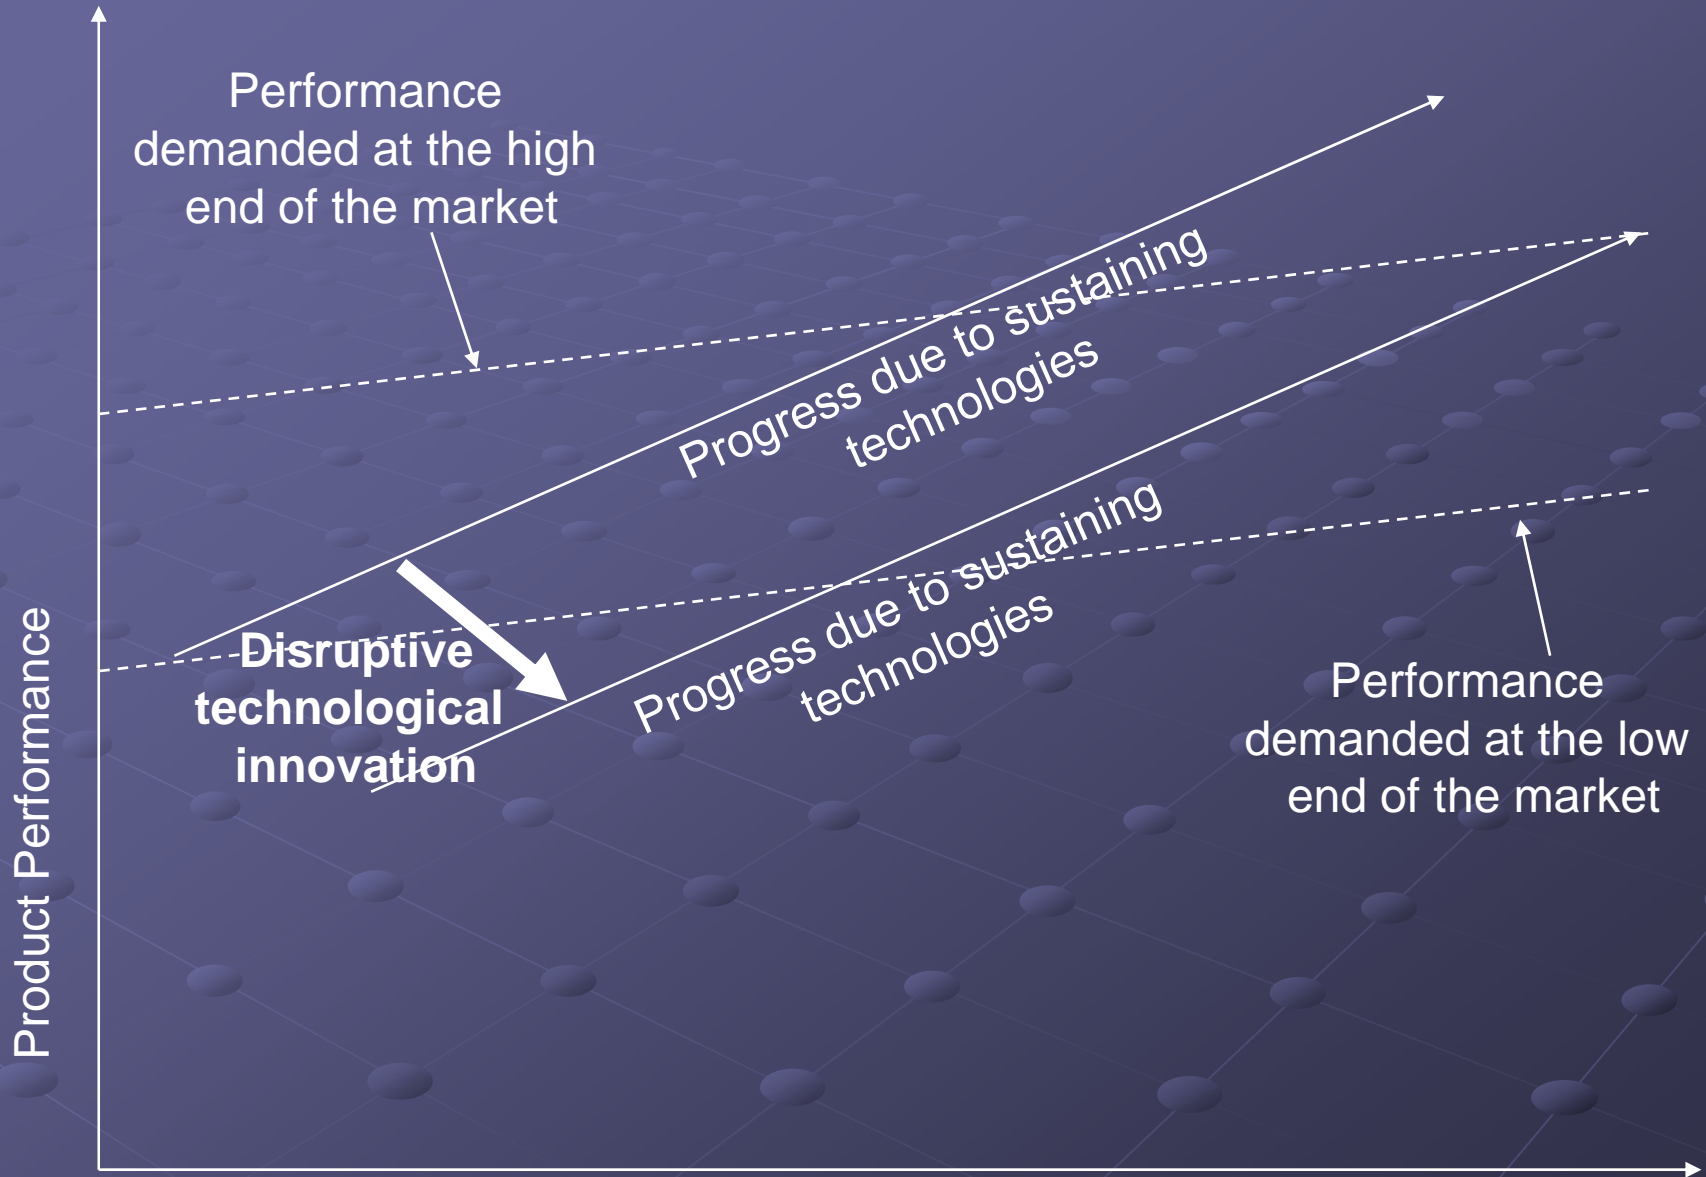 Performance
demanded at the high
end of the market
Progress due to sustaining
technologies
Progress due to sustaining
technologies
Disruptive
technological
innovation
Performance
demanded at the low
end of the market
Product Performance